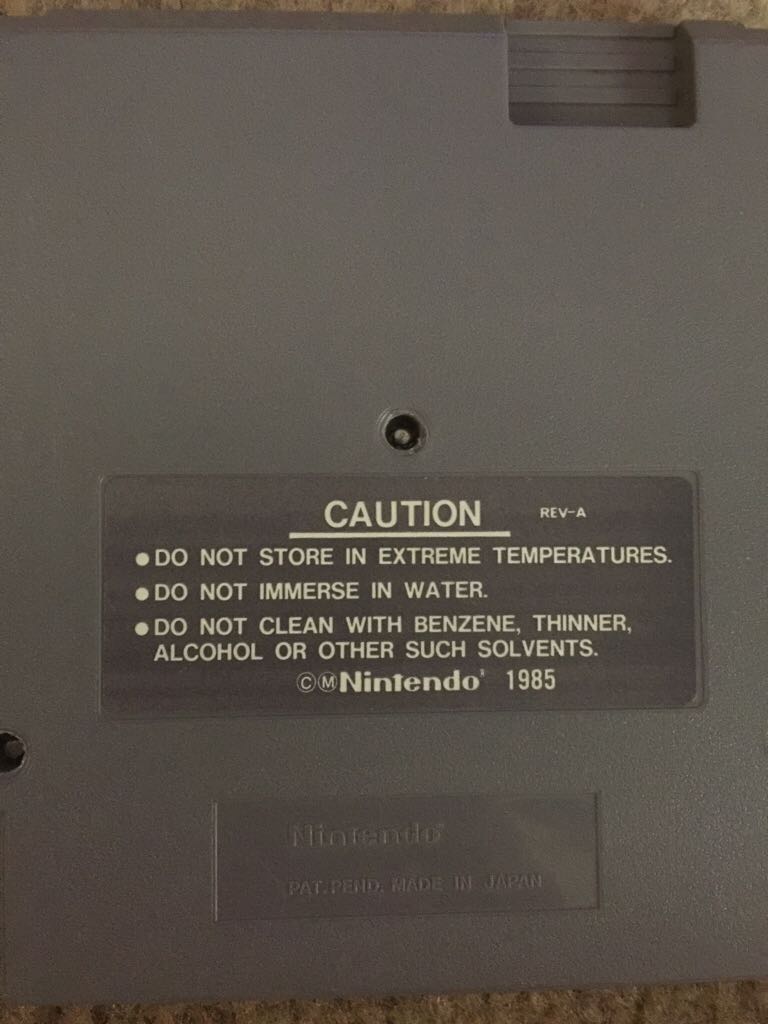 CAUTION REV-A
●DO NOT STORE IN EXTREME TEMPERATURES.
●DO NOT IMMERSE IN WATER.
●DO NOT CLEAN WITH BENZENE, THINNER,
ALCOHOL OR OTHER SUCH SOLVENTS.
©ⓂNintendo® 1985
Nintendo®
PAT.PEND. MADE IN JAPAN